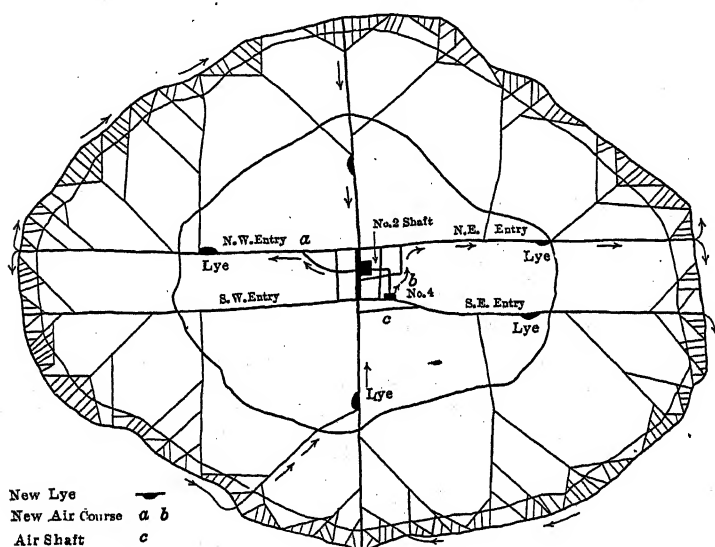 No.2 Shaft
N.W.Entry a
N.E. Entry
Lye
Lye
b
No.4
S.W.Entry
S.E. Entry
c
Lye
Lye
New Lye
New Air Course a b
Air Shaft c